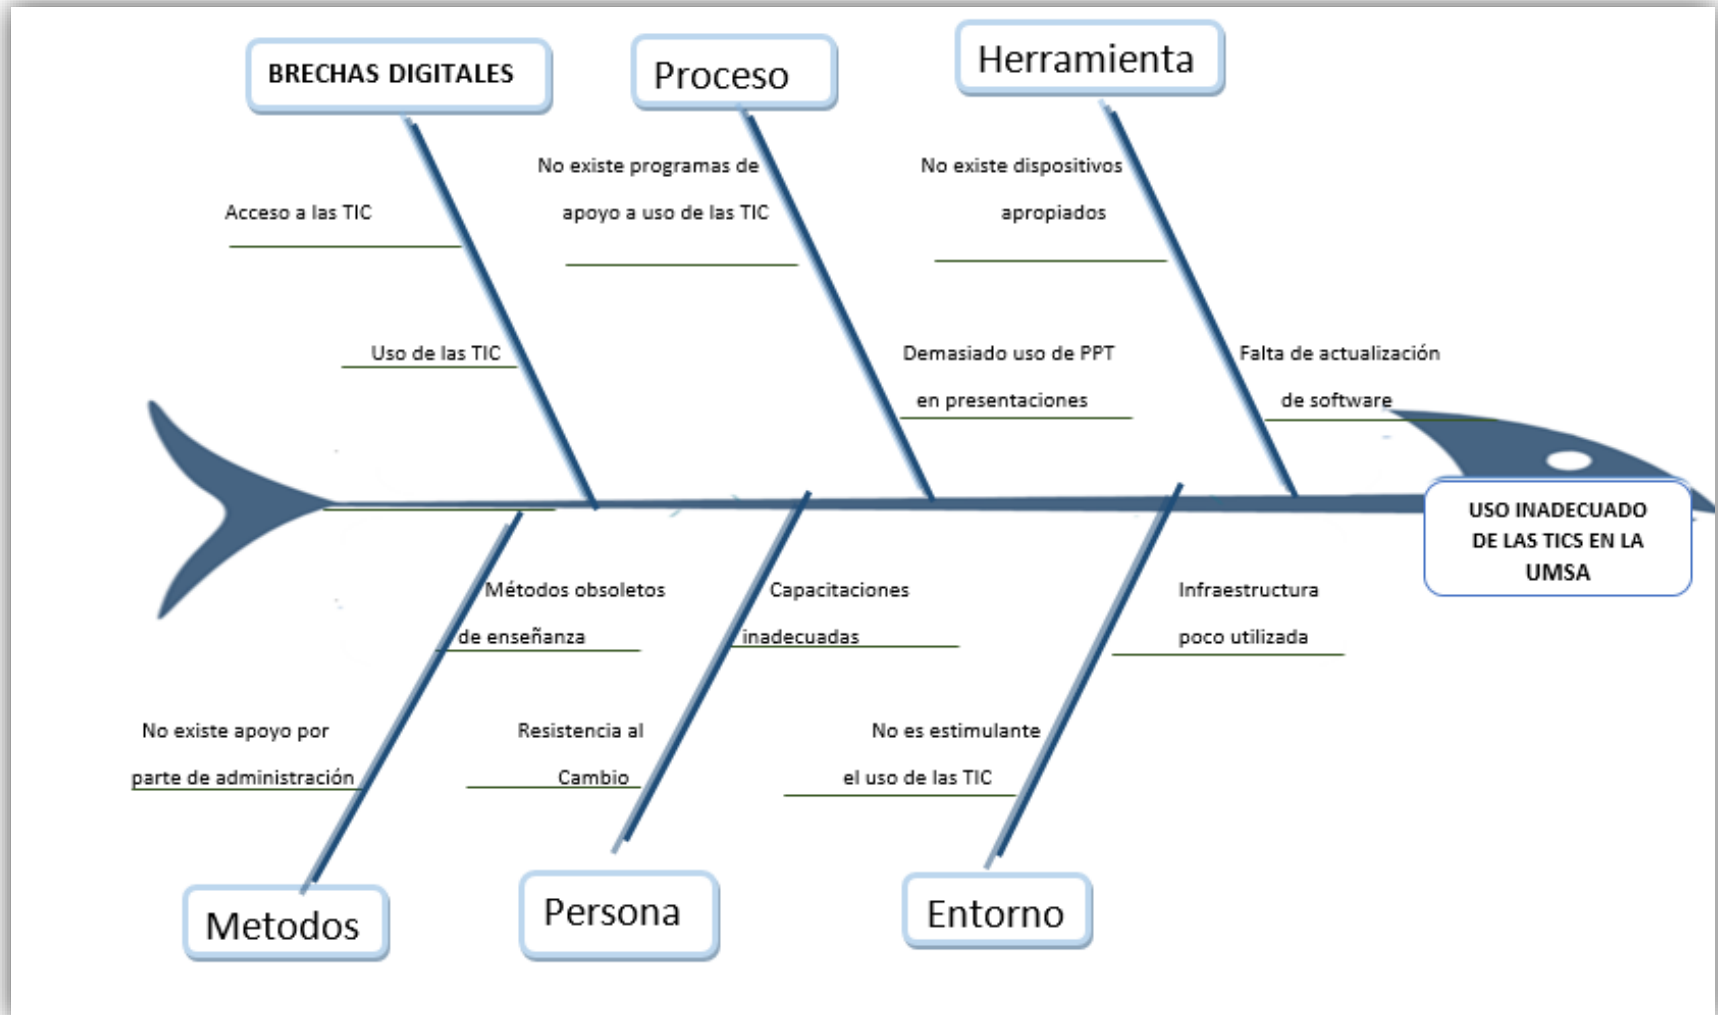 BRECHAS DIGITALES
Proceso
Herramienta
No existe programas de
apoyo a uso de las TIC
No existe dispositivos
apropiados
Acceso a las TIC
Uso de las TIC
Demasiado uso de PPT
en presentaciones
Falta de actualización
de software
USO INADECUADO
DE LAS TICS EN LA
UMSA
Métodos obsoletos
de enseñanza
Capacitaciones
inadecuadas
Infraestructura
poco utilizada
No existe apoyo por
parte de administración
Resistencia al
Cambio
No es estimulante
el uso de las TIC
Metodos
Persona
Entorno